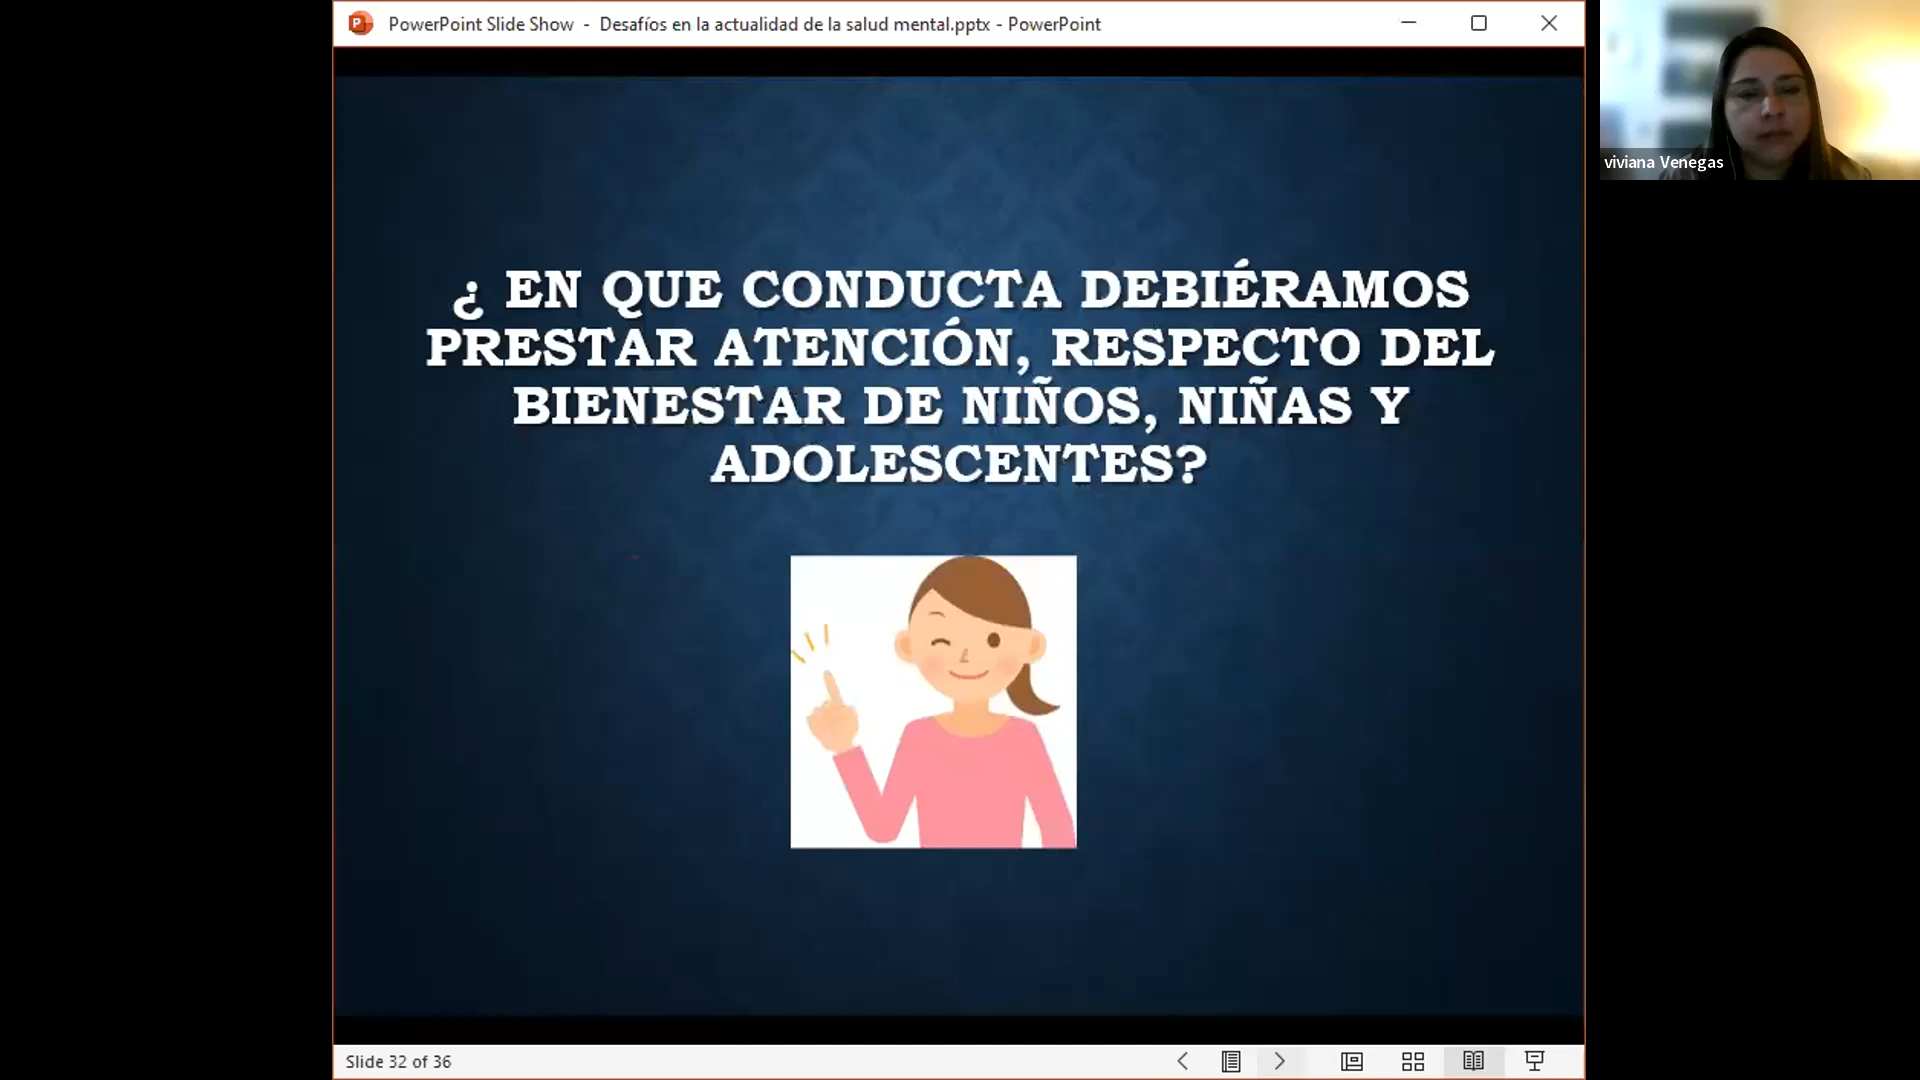 PowerPoint Slide Show - Desafíos en la actualidad de la salud mental.pptx - PowerPoint
viviana Venegas
¿ EN QUE CONDUCTA DEBIÉRAMOS
PRESTAR ATENCIÓN, RESPECTO DEL
BIENESTAR DE NIÑOS, NIÑAS Y
ADOLESCENTES?
Slide 32 of 36